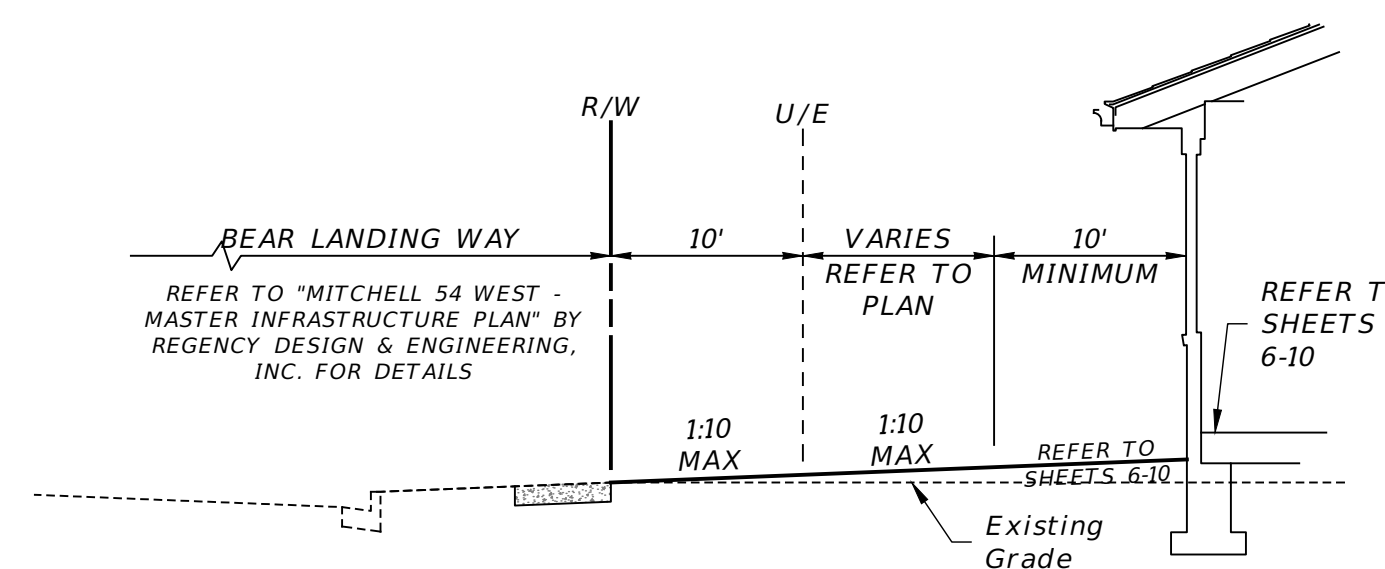 R/W
U/E
BEAR LANDING WAY
10'
VARIES
10'
REFER TO
PLAN
MINIMUM
REFER TO "MITCHELL 54 WEST -
MASTER INFRASTRUCTURE PLAN" BY
REGENCY DESIGN & ENGINEERING,
INC. FOR DETAILS
REFER T
SHEETS
6-10
1:10
MAX
1:10
MAX
REFER TO
SHEETS 6-10
Existing
Grade